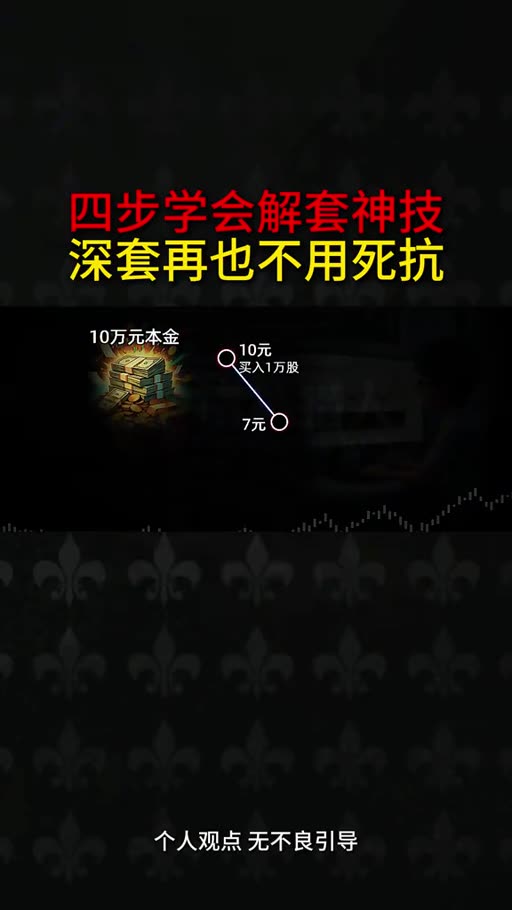 四步学会解套神技
深套再也不用死抗
10万元本金
10元
买入1万股
7元
个人观点 无不良引导